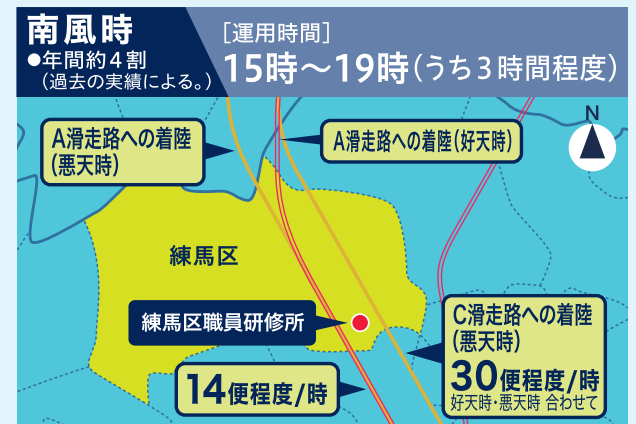 南風時
●年間約4割
(過去の実績による。)
［運用時間］
15時～19時(うち3時間程度)
A滑走路への着陸
(悪天時)
A滑走路への着陸(好天時)
N
練馬区
練馬区職員研修所
C滑走路への着陸
(悪天時)
30便程度/時
好天時・悪天時 合わせて
14便程度/時